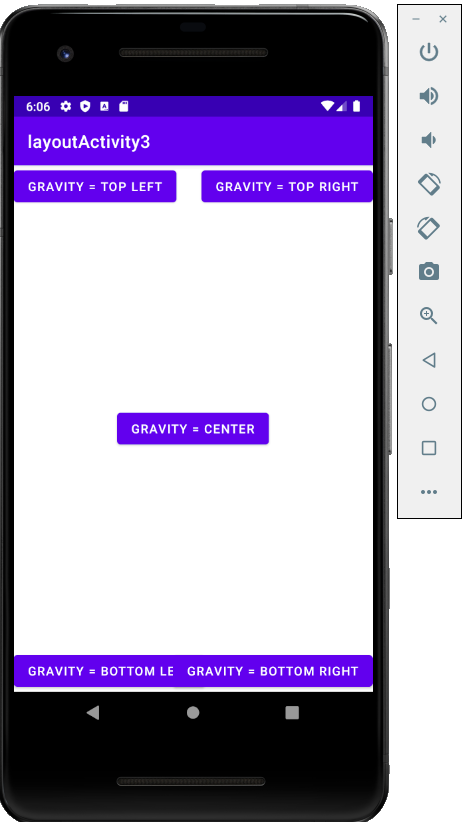 6:06
layoutActivity3
GRAVITY = TOP LEFT
GRAVITY = TOP RIGHT
GRAVITY = CENTER
GRAVITY = BOTTOM LE
GRAVITY = BOTTOM RIGHT